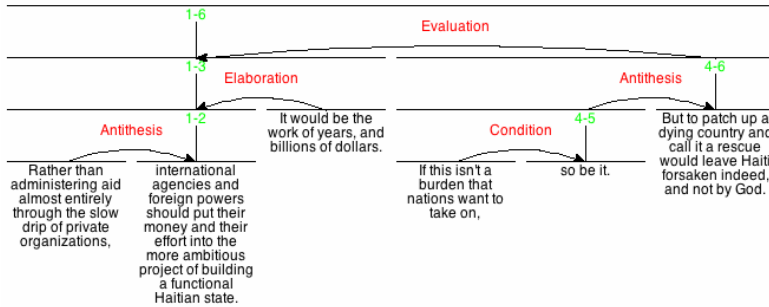 1-6
Evaluation
1-3
4-6
Elaboration
Antithesis
1-2
It would be the
work of years, and
billions of dollars.
4-5
But to patch up a
dying country and
call it a rescue
would leave Haiti
forsaken indeed,
and not by God.
Antithesis
Condition
Rather than
administering aid
almost entirely
through the slow
drip of private
organizations,
international
agencies and
foreign powers
should put their
money and their
effort into the
more ambitious
project of building
a functional
Haitian state.
If this isn't a
burden that
nations want to
take on,
so be it.